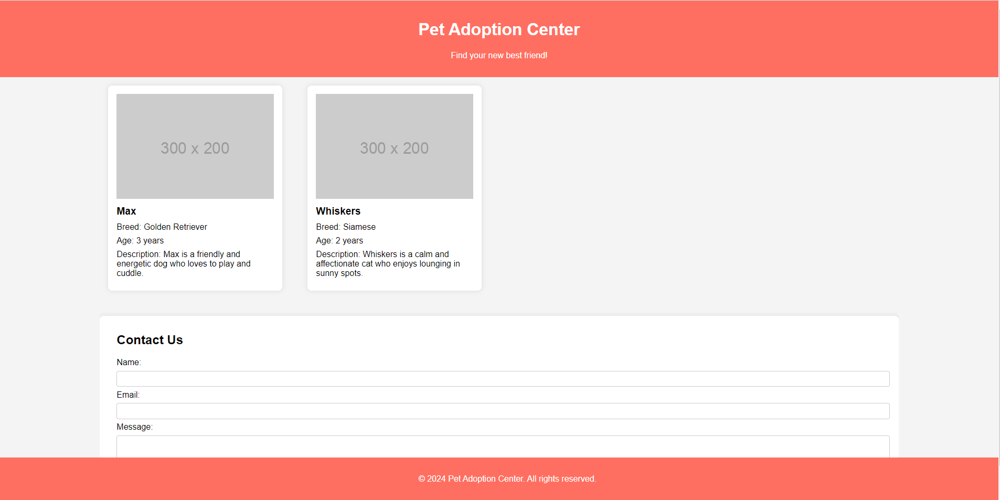 Pet Adoption Center
Find your new best friend!
300 x 200
300 x 200
Max
Breed: Golden Retriever
Age: 3 years
Description: Max is a friendly and
energetic dog who loves to play and
cuddle.
Whiskers
Breed: Siamese
Age: 2 years
Description: Whiskers is a calm and
affectionate cat who enjoys lounging in
sunny spots.
Contact Us
Name:
Email:
Message:
© 2024 Pet Adoption Center. All rights reserved.